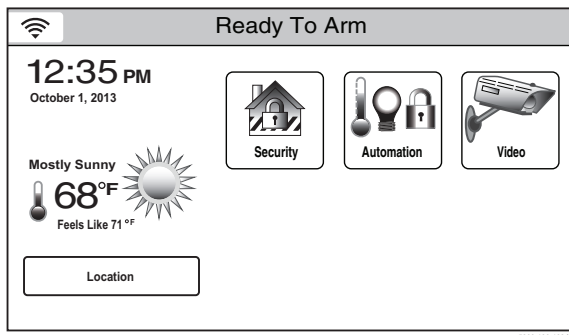 Ready To Arm
12:35 PM
October 1, 2013
Mostly Sunny
68°F
Feels Like 71 °F
Location
Security
Automation
Video